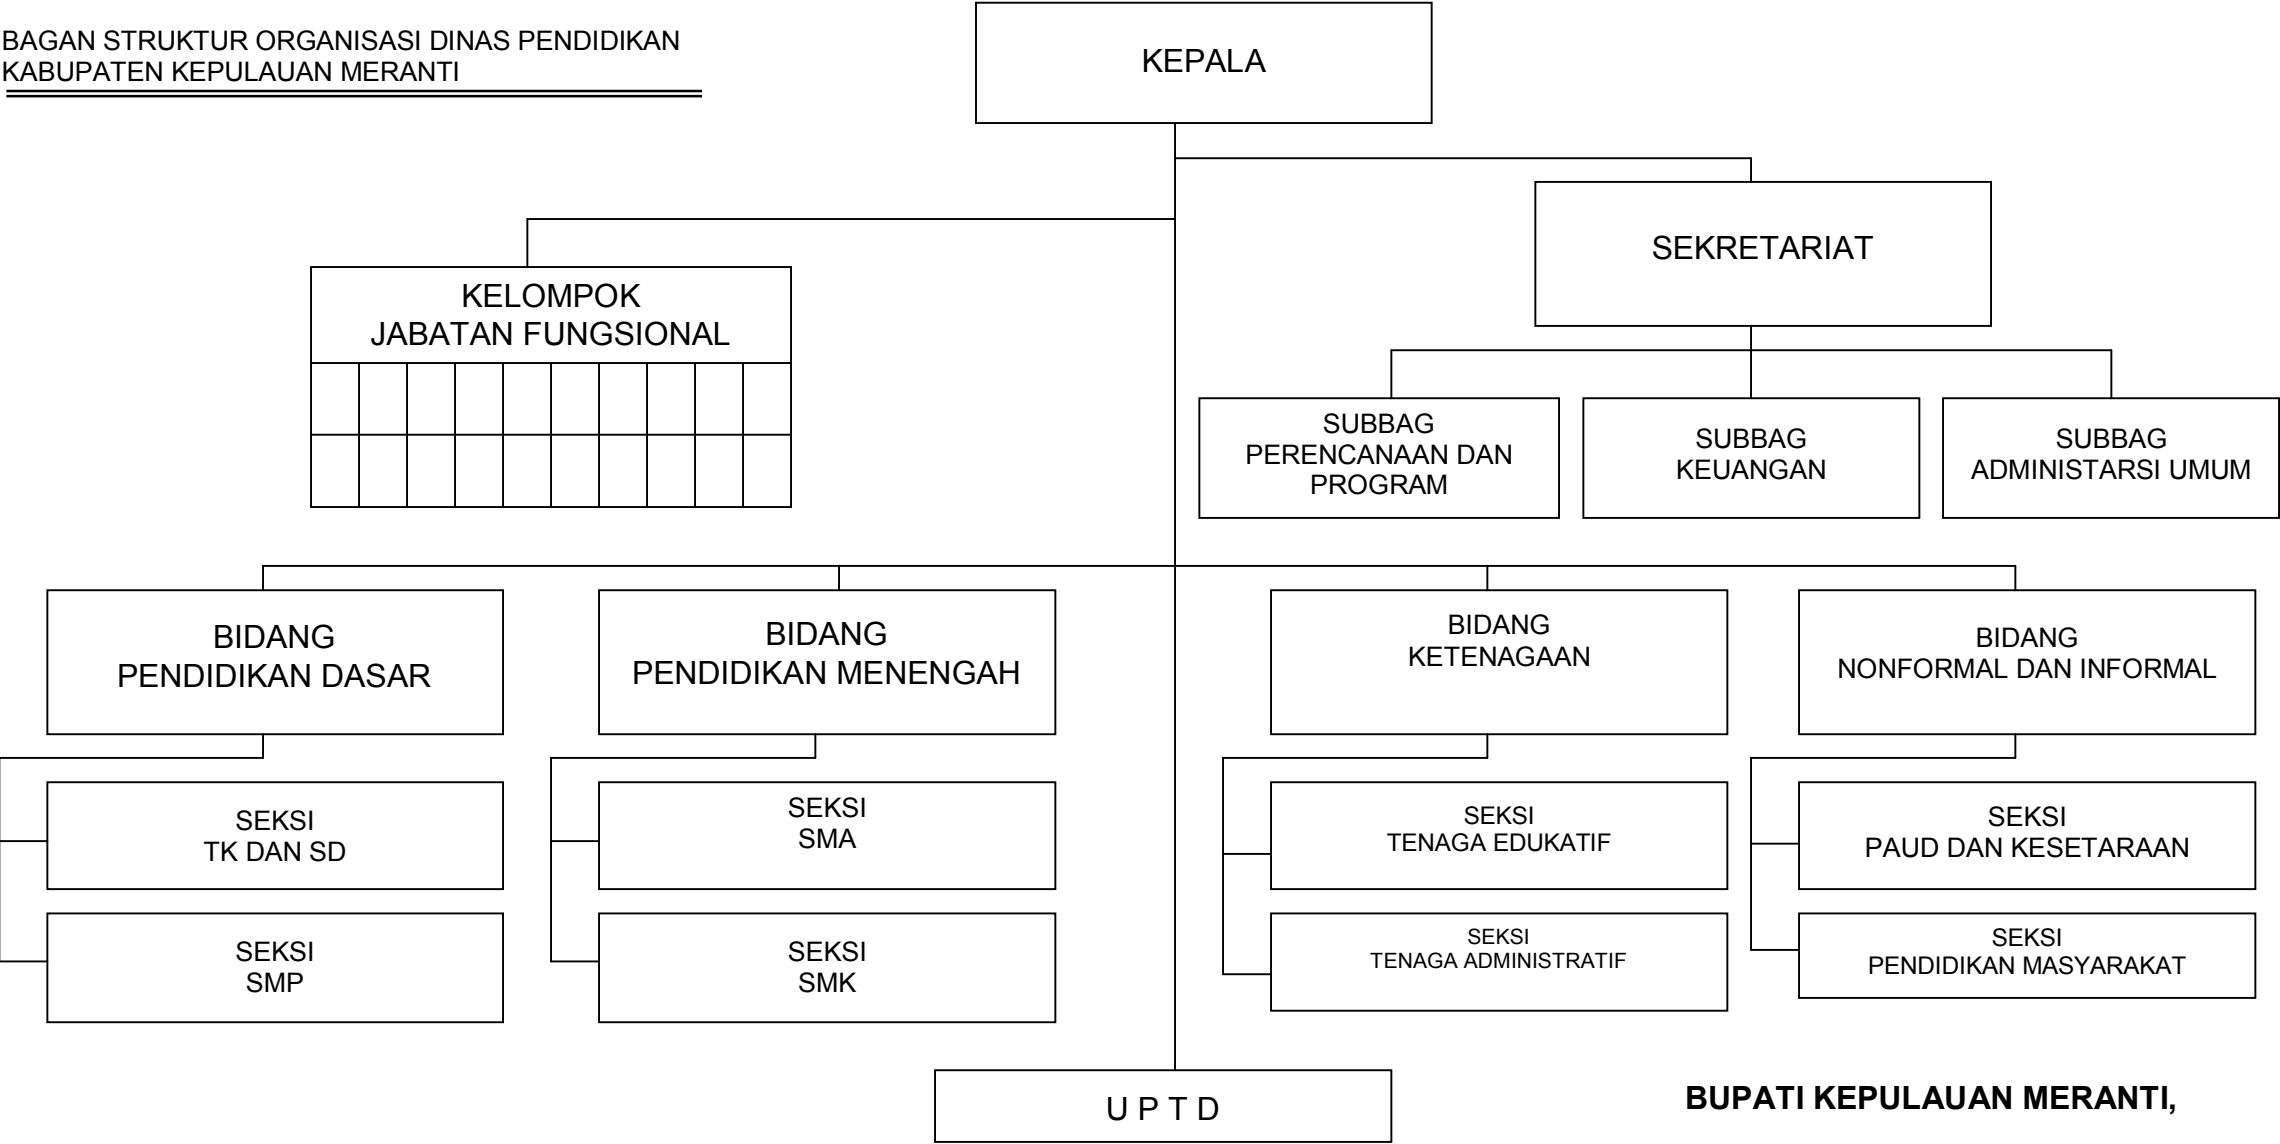 BAGAN STRUKTUR ORGANISASI DINAS PENDIDIKAN
KABUPATEN KEPULAUAN MERANTI
KEPALA
SEKRETARIAT
KELOMPOK
JABATAN FUNGSIONAL
SUBBAG
PERENCANAAN DAN
PROGRAM
SUBBAG
KEUANGAN
SUBBAG
ADMINISTARSI UMUM
BIDANG
PENDIDIKAN DASAR
BIDANG
PENDIDIKAN MENENGAH
BIDANG
KETENAGAAN
BIDANG
NONFORMAL DAN INFORMAL
SEKSI
TK DAN SD
SEKSI
SMA
SEKSI
TENAGA EDUKATIF
SEKSI
PAUD DAN KESETARAAN
SEKSI
SMP
SEKSI
SMK
SEKSI
TENAGA ADMINISTRATIF
SEKSI
PENDIDIKAN MASYARAKAT
U P T D
BUPATI KEPULAUAN MERANTI,